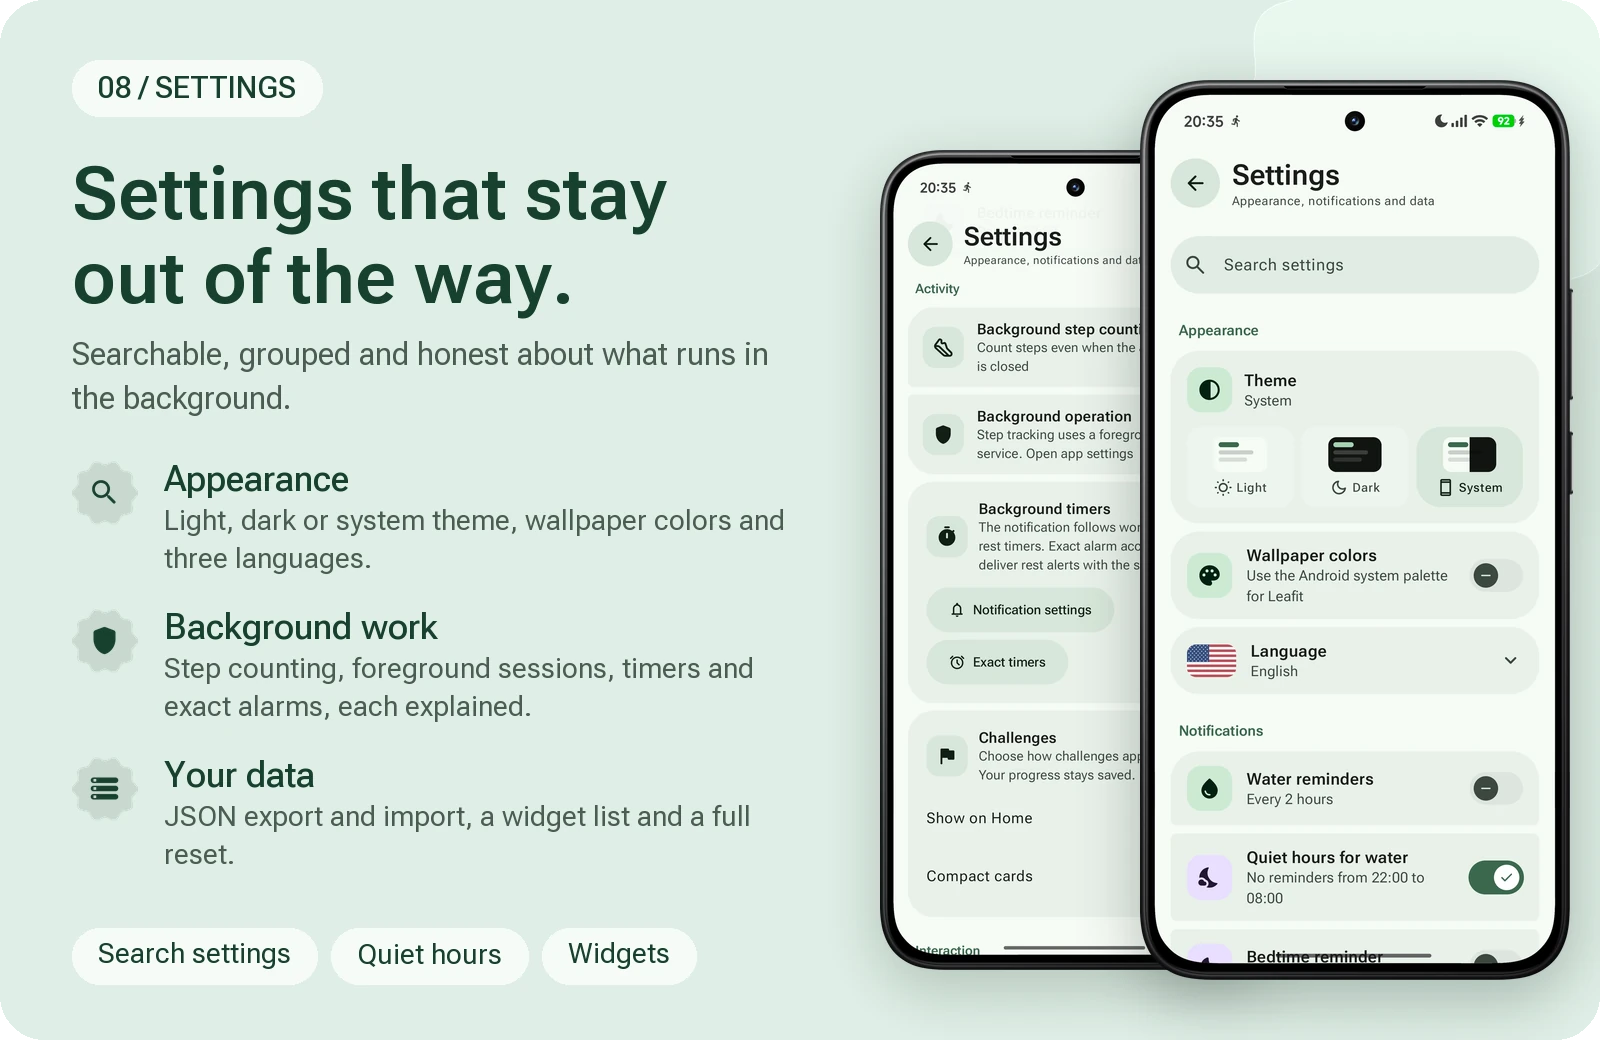 08 / SETTINGS
Settings that stay
out of the way.
Searchable, grouped and honest about what runs in
the background.
Appearance
Light, dark or system theme, wallpaper colors and
three languages.
Background work
Step counting, foreground sessions, timers and
exact alarms, each explained.
Your data
JSON export and import, a widget list and a full
reset.
Search settings
Quiet hours
Widgets
20:35
Bedtime reminder
Settings
Appearance, notifications and
Activity
Background step
Count steps even when the
is closed
Background operation
Step tracking uses a
service. Open app settings
Background timers
The notification follows
rest timers. Exact alarm
deliver rest alerts with the
Notification settings
Exact timers
Challenges
Choose how challenges
Your progress stays saved.
Show on Home
Compact cards
Interaction
20:35
92
Settings
Appearance, notifications and data
Search settings
Appearance
Theme
System
Light
Dark
System
Wallpaper colors
Use the Android system palette
for Leafit
Language
English
Notifications
Water reminders
Every 2 hours
Quiet hours for water
No reminders from 22:00 to
08:00
Bedtime reminder